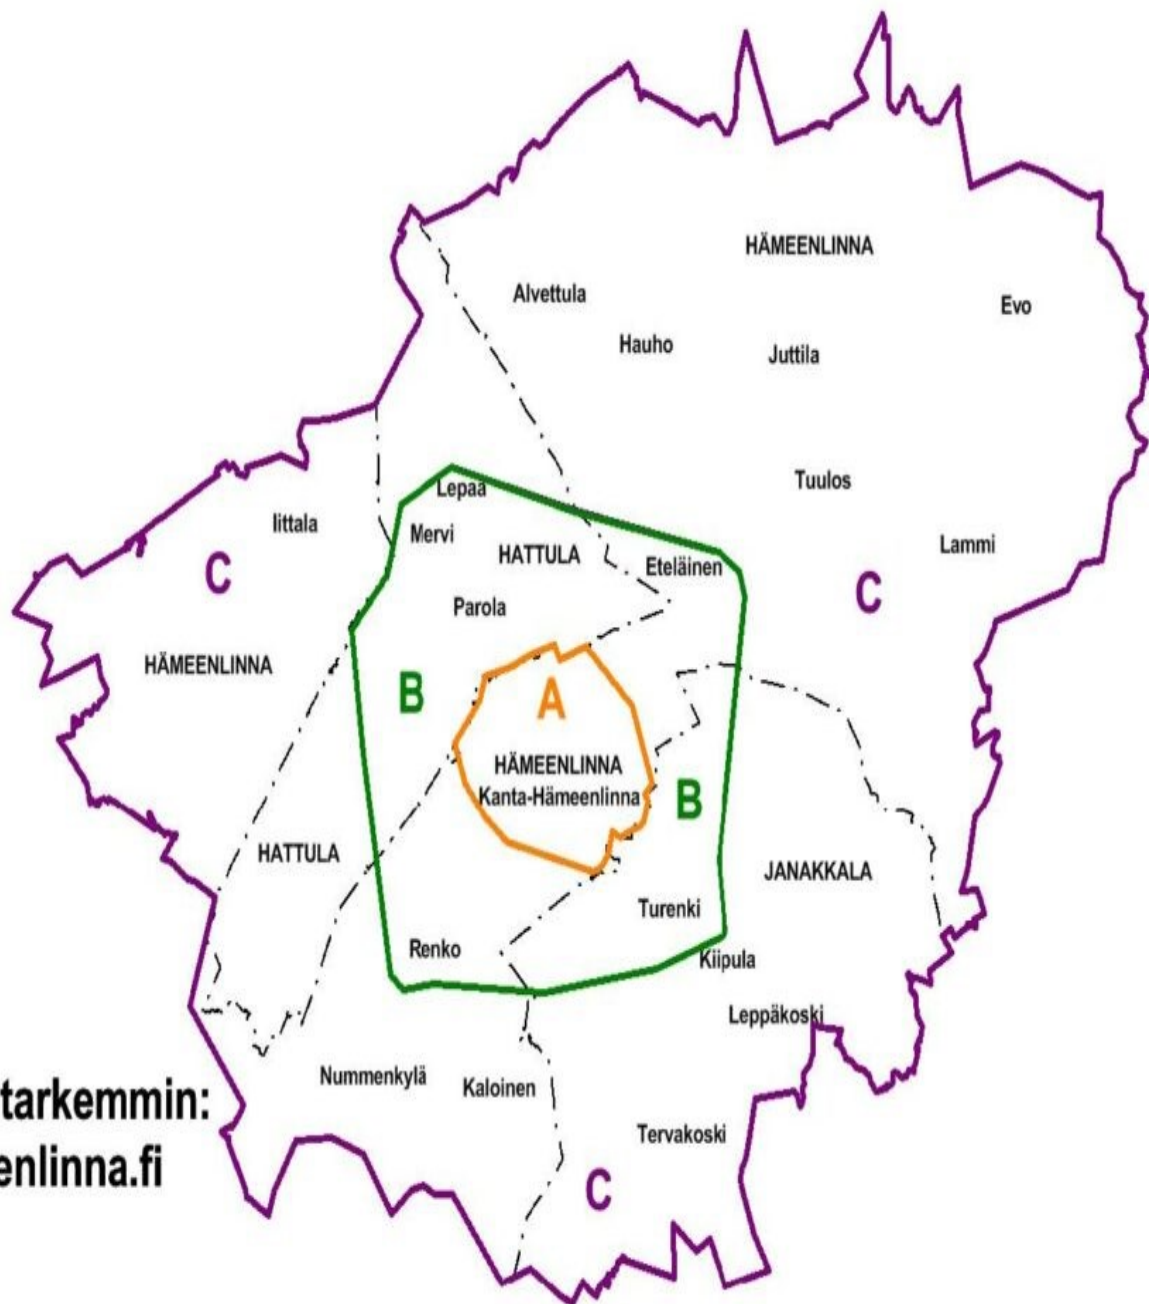 HÄMEENLINNA
Alvettula
Evo
Hauho
Juttila
Tuulos
Lepaa
Iittala
Mervi
HATTULA
Lammi
Eteläinen
C
C
Parola
HÄMEENLINNA
B
A
HÄMEENLINNA
Kanta-Hämeenlinna
B
HATTULA
JANAKKALA
Turenki
Renko
Kiipula
Leppäkoski
Nummenkylä
Kaloinen
tarkemmin:
Tervakoski
enlinna.fi
C